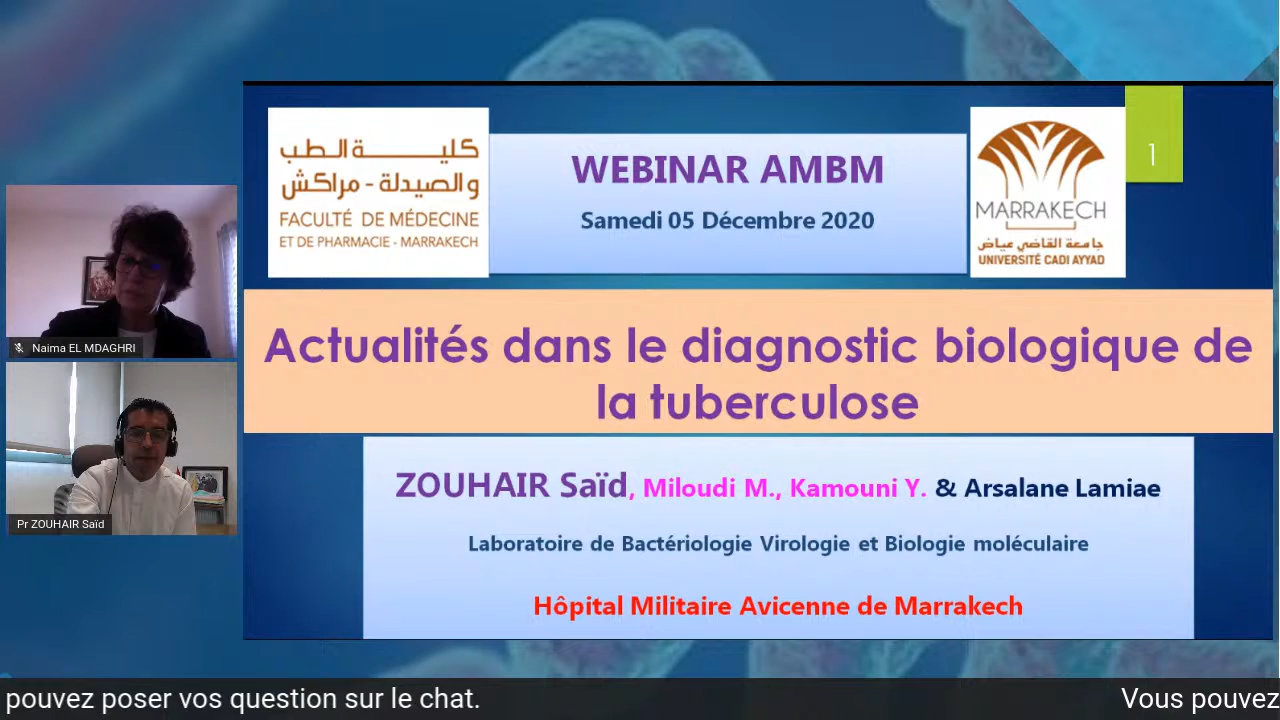 كليـــــــة الـطـب
والصيدلة - مراكش
FACULTÉ DE MÉDECINE
ET DE PHARMACIE - MARRAKECH
WEBINAR AMBM
Samedi 05 Décembre 2020
MARRAKECH
جامعة القاضي عياض
UNIVERSITÉ CADI AYYAD
1
Actualités dans le diagnostic biologique de
la tuberculose
ZOUHAIR Saïd, Miloudi M., Kamouni Y. & Arsalane Lamiae
Laboratoire de Bactériologie Virologie et Biologie moléculaire
Hôpital Militaire Avicenne de Marrakech
Naima EL MDAGHRI
Pr ZOUHAIR Saïd
pouvez poser vos question sur le chat.
Vous pouvez